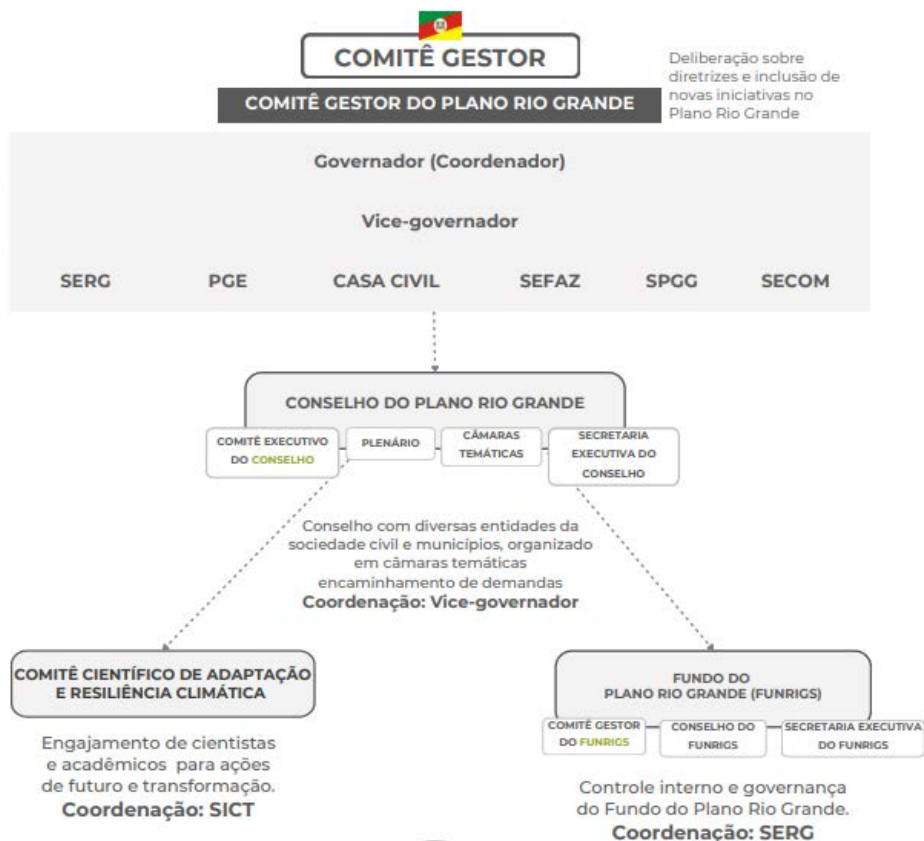 COMITÊ GESTOR
Deliberação sobre
diretrizes e inclusão de
novas iniciativas no
Plano Rio Grande
COMITÊ GESTOR DO PLANO RIO GRANDE
Governador (Coordenador)
Vice-governador
SERG PGE CASA CIVIL SEFAZ SPGG SECOM
CONSELHO DO PLANO RIO GRANDE
COMITÊ EXECUTIVO
DO CONSELHO
PLENÁRIO
CÂMARAS
TEMÁTICAS
SECRETARIA
EXECUTIVA DO
CONSELHO
Conselho com diversas entidades da
sociedade civil e municípios, organizado
em câmaras temáticas
encaminhamento de demandas
Coordenação: Vice-governador
COMITÊ CIENTÍFICO DE ADAPTAÇÃO
E RESILIÊNCIA CLIMÁTICA
Engajamento de cientistas
e acadêmicos para ações
de futuro e transformação.
Coordenação: SICT
FUNDO DO
PLANO RIO GRANDE (FUNRIGS)
COMITÊ GESTOR
DO FUNRIGS
CONSELHO DO
FUNRIGS
SECRETARIA EXECUTIVA
DO FUNRIGS
Controle interno e governança
do Fundo do Plano Rio Grande.
Coordenação: SERG